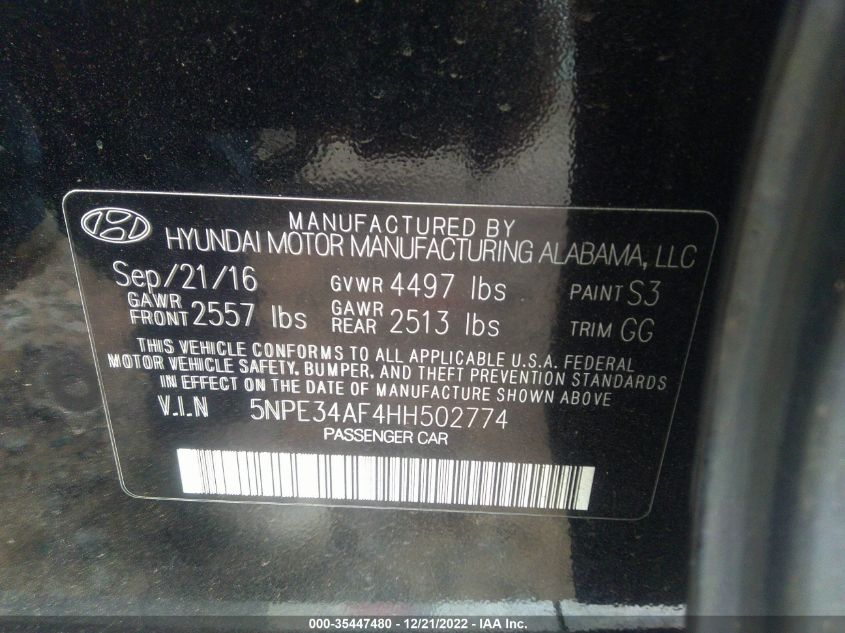 MANUFACTURED BY
HYUNDAI MOTOR MANUFACTURING ALABAMA, LLC
Sep/21/16 GVWR 4497 lbs PAINT S3
GAWR FRONT 2557 lbs GAWR REAR 2513 lbs TRIM GG
THIS VEHICLE CONFORMS TO ALL APPLICABLE U.S.A. FEDERAL
MOTOR VEHICLE SAFETY, BUMPER, AND THEFT PREVENTION STANDARDS
IN EFFECT ON THE DATE OF MANUFACTURE SHOWN ABOVE.
V.I.N 5NPE34AF4HH502774
PASSENGER CAR
000-35447480 - 12/21/2022 - IAA Inc.